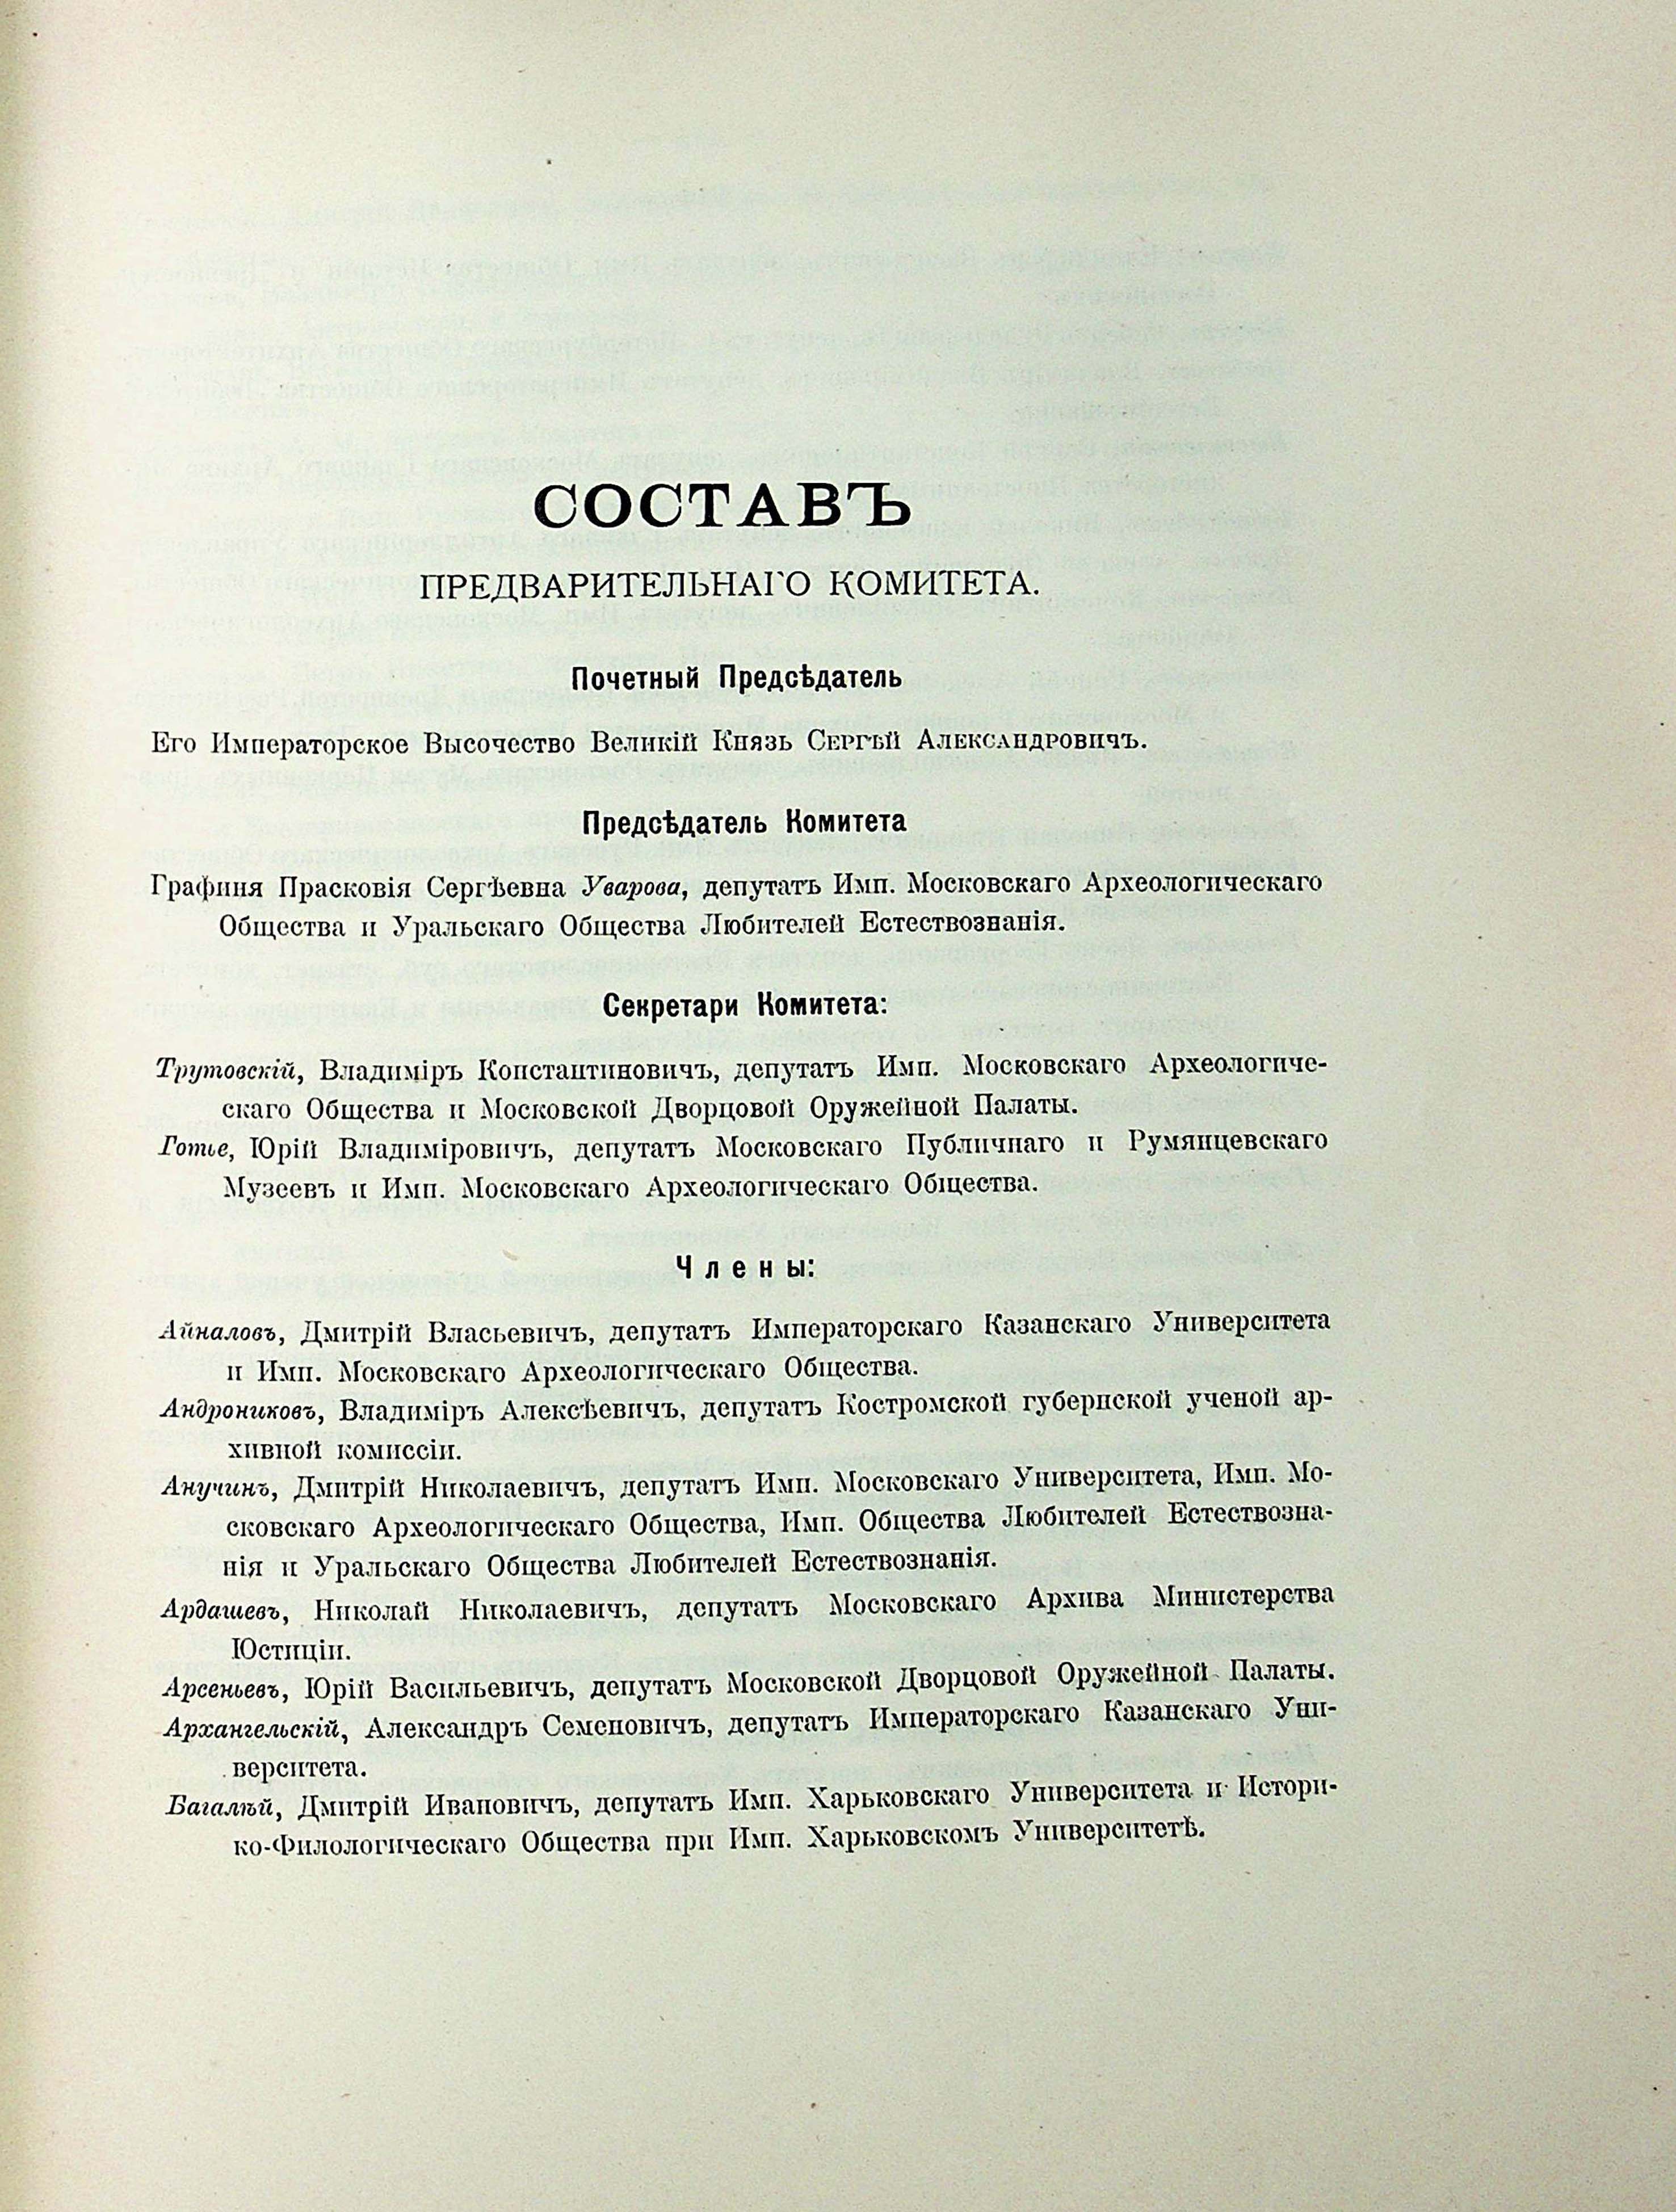 СОСТАВЪ
ПРЕДВАРИТЕЛЬНАГО КОМИТЕТА.
Почетный Предсѣдатель
Его Императорское Высочество Великій Князь Сергѣй Александровичъ.
Предсѣдатель Комитета
Графиня Прасковія Сергѣевна Уварова, депутатъ Имп. Московскаго Археологическаго
Общества и Уральскаго Общества Любителей Естествознанія.
Секретари Комитета:
Трутовскій, Владиміръ Константиновичъ, депутатъ Имп. Московскаго Археологиче-
скаго Общества и Московской Дворцовой Оружейной Палаты.
Готье, Юрій Владиміровичъ, депутатъ Московскаго Публичнаго и Румянцевскаго
Музеевъ и Имп. Московскаго Археологическаго Общества.
Члены:
Айналовъ, Дмитрій Власьевичъ, депутатъ Императорскаго Казанскаго Университета
и Имп. Московскаго Археологическаго Общества.
Андрониковъ, Владиміръ Алексѣевичъ, депутатъ Костромской губернской ученой ар-
хивной комиссіи.
Анучинъ, Дмитрій Николаевичъ, депутатъ Имп. Московскаго Университета, Имп. Мо-
сковскаго Археологическаго Общества, Имп. Общества Любителей Естествозна-
нія и Уральскаго Общества Любителей Естествознанія.
Ардашевъ, Николай Николаевичъ, депутатъ Московскаго Архива Министерства
Юстиціи.
Арсеньевъ, Юрій Васильевичъ, депутатъ Московской Дворцовой Оружейной Палаты.
Архангельскій, Александръ Семеновичъ, депутатъ Императорскаго Казанскаго Уни-
верситета.
Багалѣй, Дмитрій Ивановичъ, депутатъ Имп. Харьковскаго Университета и Истори-
ко-Филологическаго Общества при Имп. Харьковскомъ Университетѣ.